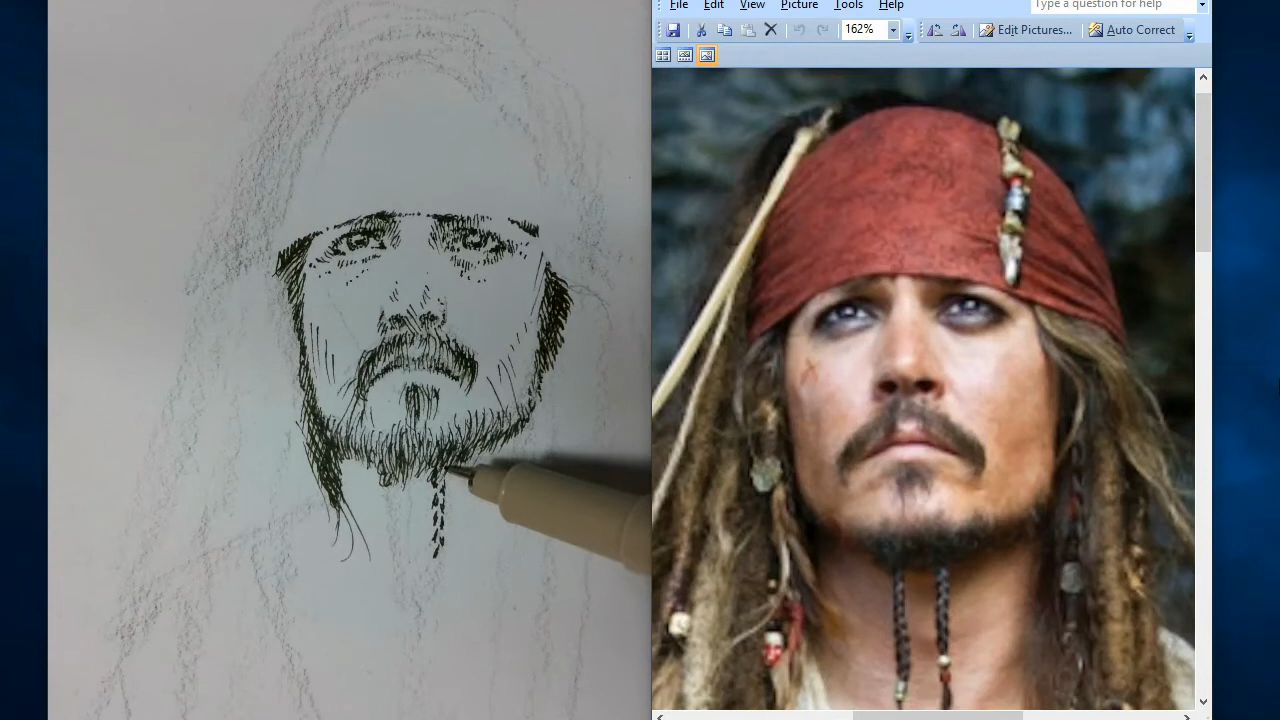 File Edit View Picture Tools Help Type a question for help
162% Edit Pictures... Auto Correct